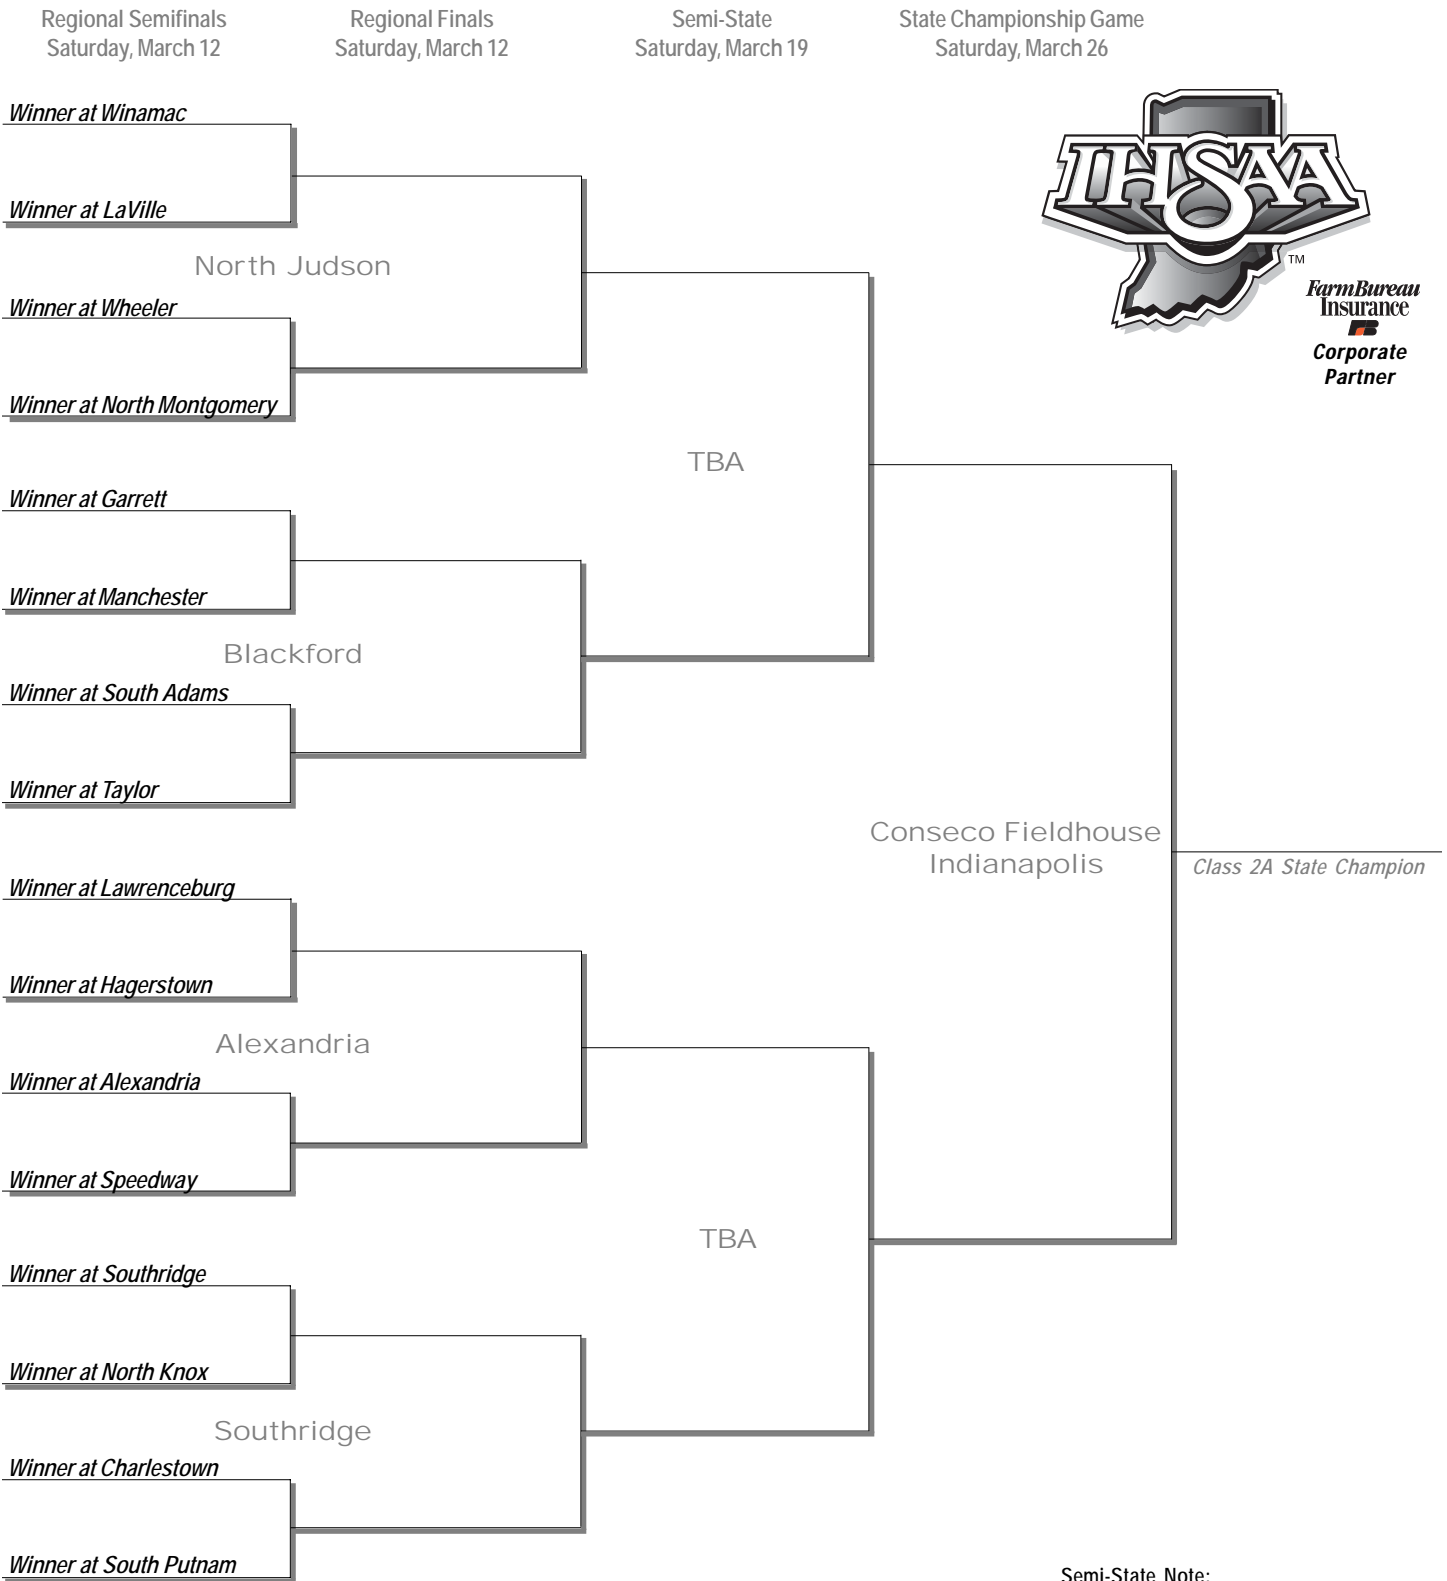 Regional Semifinals
Saturday, March 12
Regional Finals
Saturday, March 12
Semi-State
Saturday, March 19
State Championship Game
Saturday, March 26
IHSAA
TM
FarmBureau
Insurance
FB
Corporate
Partner
Winner at Winamac
Winner at LaVille
North Judson
Winner at Wheeler
Winner at North Montgomery
TBA
Winner at Garrett
Winner at Manchester
Blackford
Winner at South Adams
Winner at Taylor
Conseco Fieldhouse
Indianapolis
Class 2A State Champion
Winner at Lawrenceburg
Winner at Hagerstown
Alexandria
Winner at Alexandria
Winner at Speedway
TBA
Winner at Southridge
Winner at North Knox
Southridge
Winner at Charlestown
Winner at South Putnam
Semi-State Note: